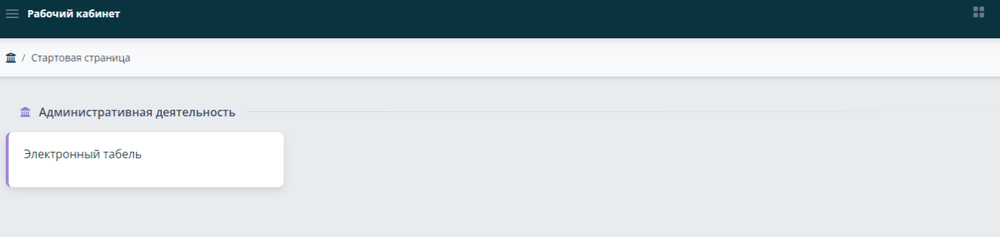 Рабочий кабинет
/ Стартовая страница
Административная деятельность
Электронный табель